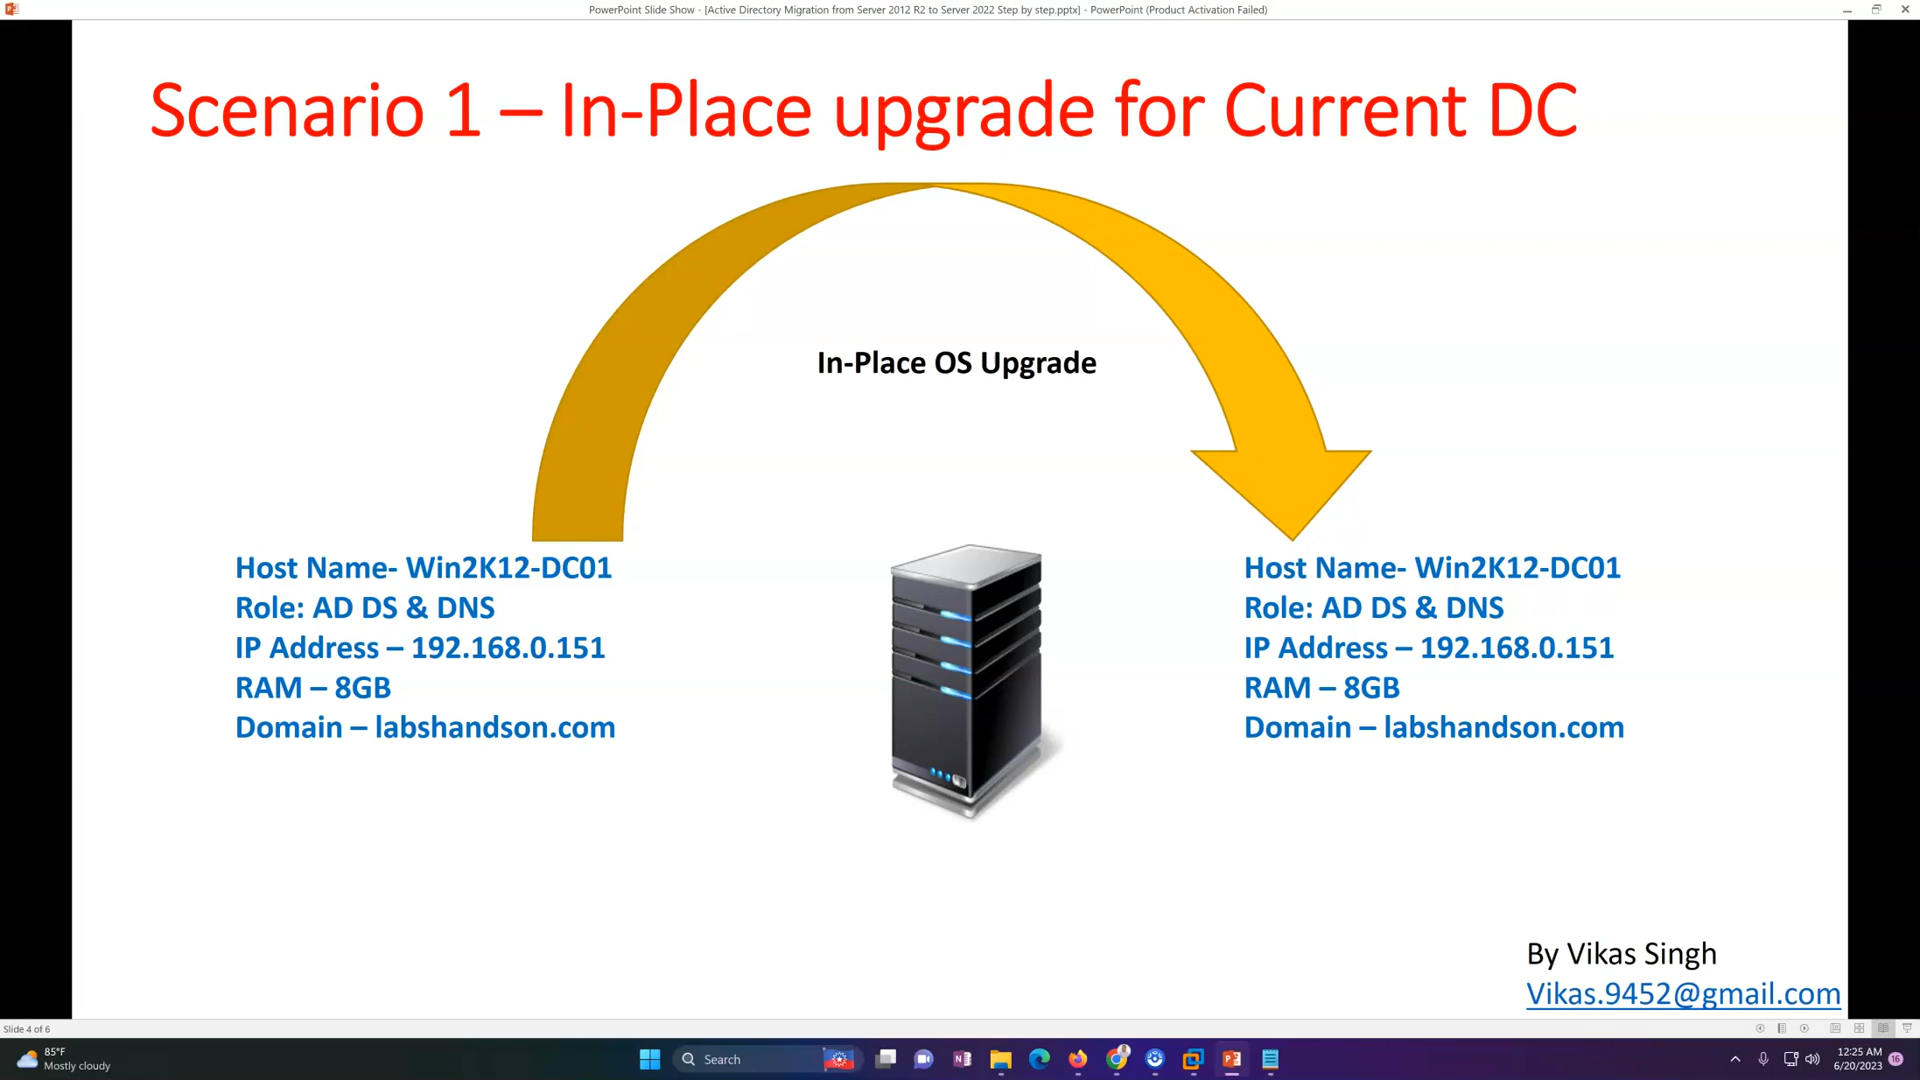 PowerPoint Slide Show - [Active Directory Migration from Server 2012 R2 to Server 2022 Step by step.pptx] - PowerPoint (Product Activation Failed)
Scenario 1 – In-Place upgrade for Current DC
In-Place OS Upgrade
Host Name- Win2K12-DC01
Role: AD DS & DNS
IP Address – 192.168.0.151
RAM – 8GB
Domain – labshandson.com
Host Name- Win2K12-DC01
Role: AD DS & DNS
IP Address – 192.168.0.151
RAM – 8GB
Domain – labshandson.com
By Vikas Singh
Vikas.9452@gmail.com
Slide 4 of 6
85°F
Mostly cloudy
Search
12:25 AM
6/20/2023
16